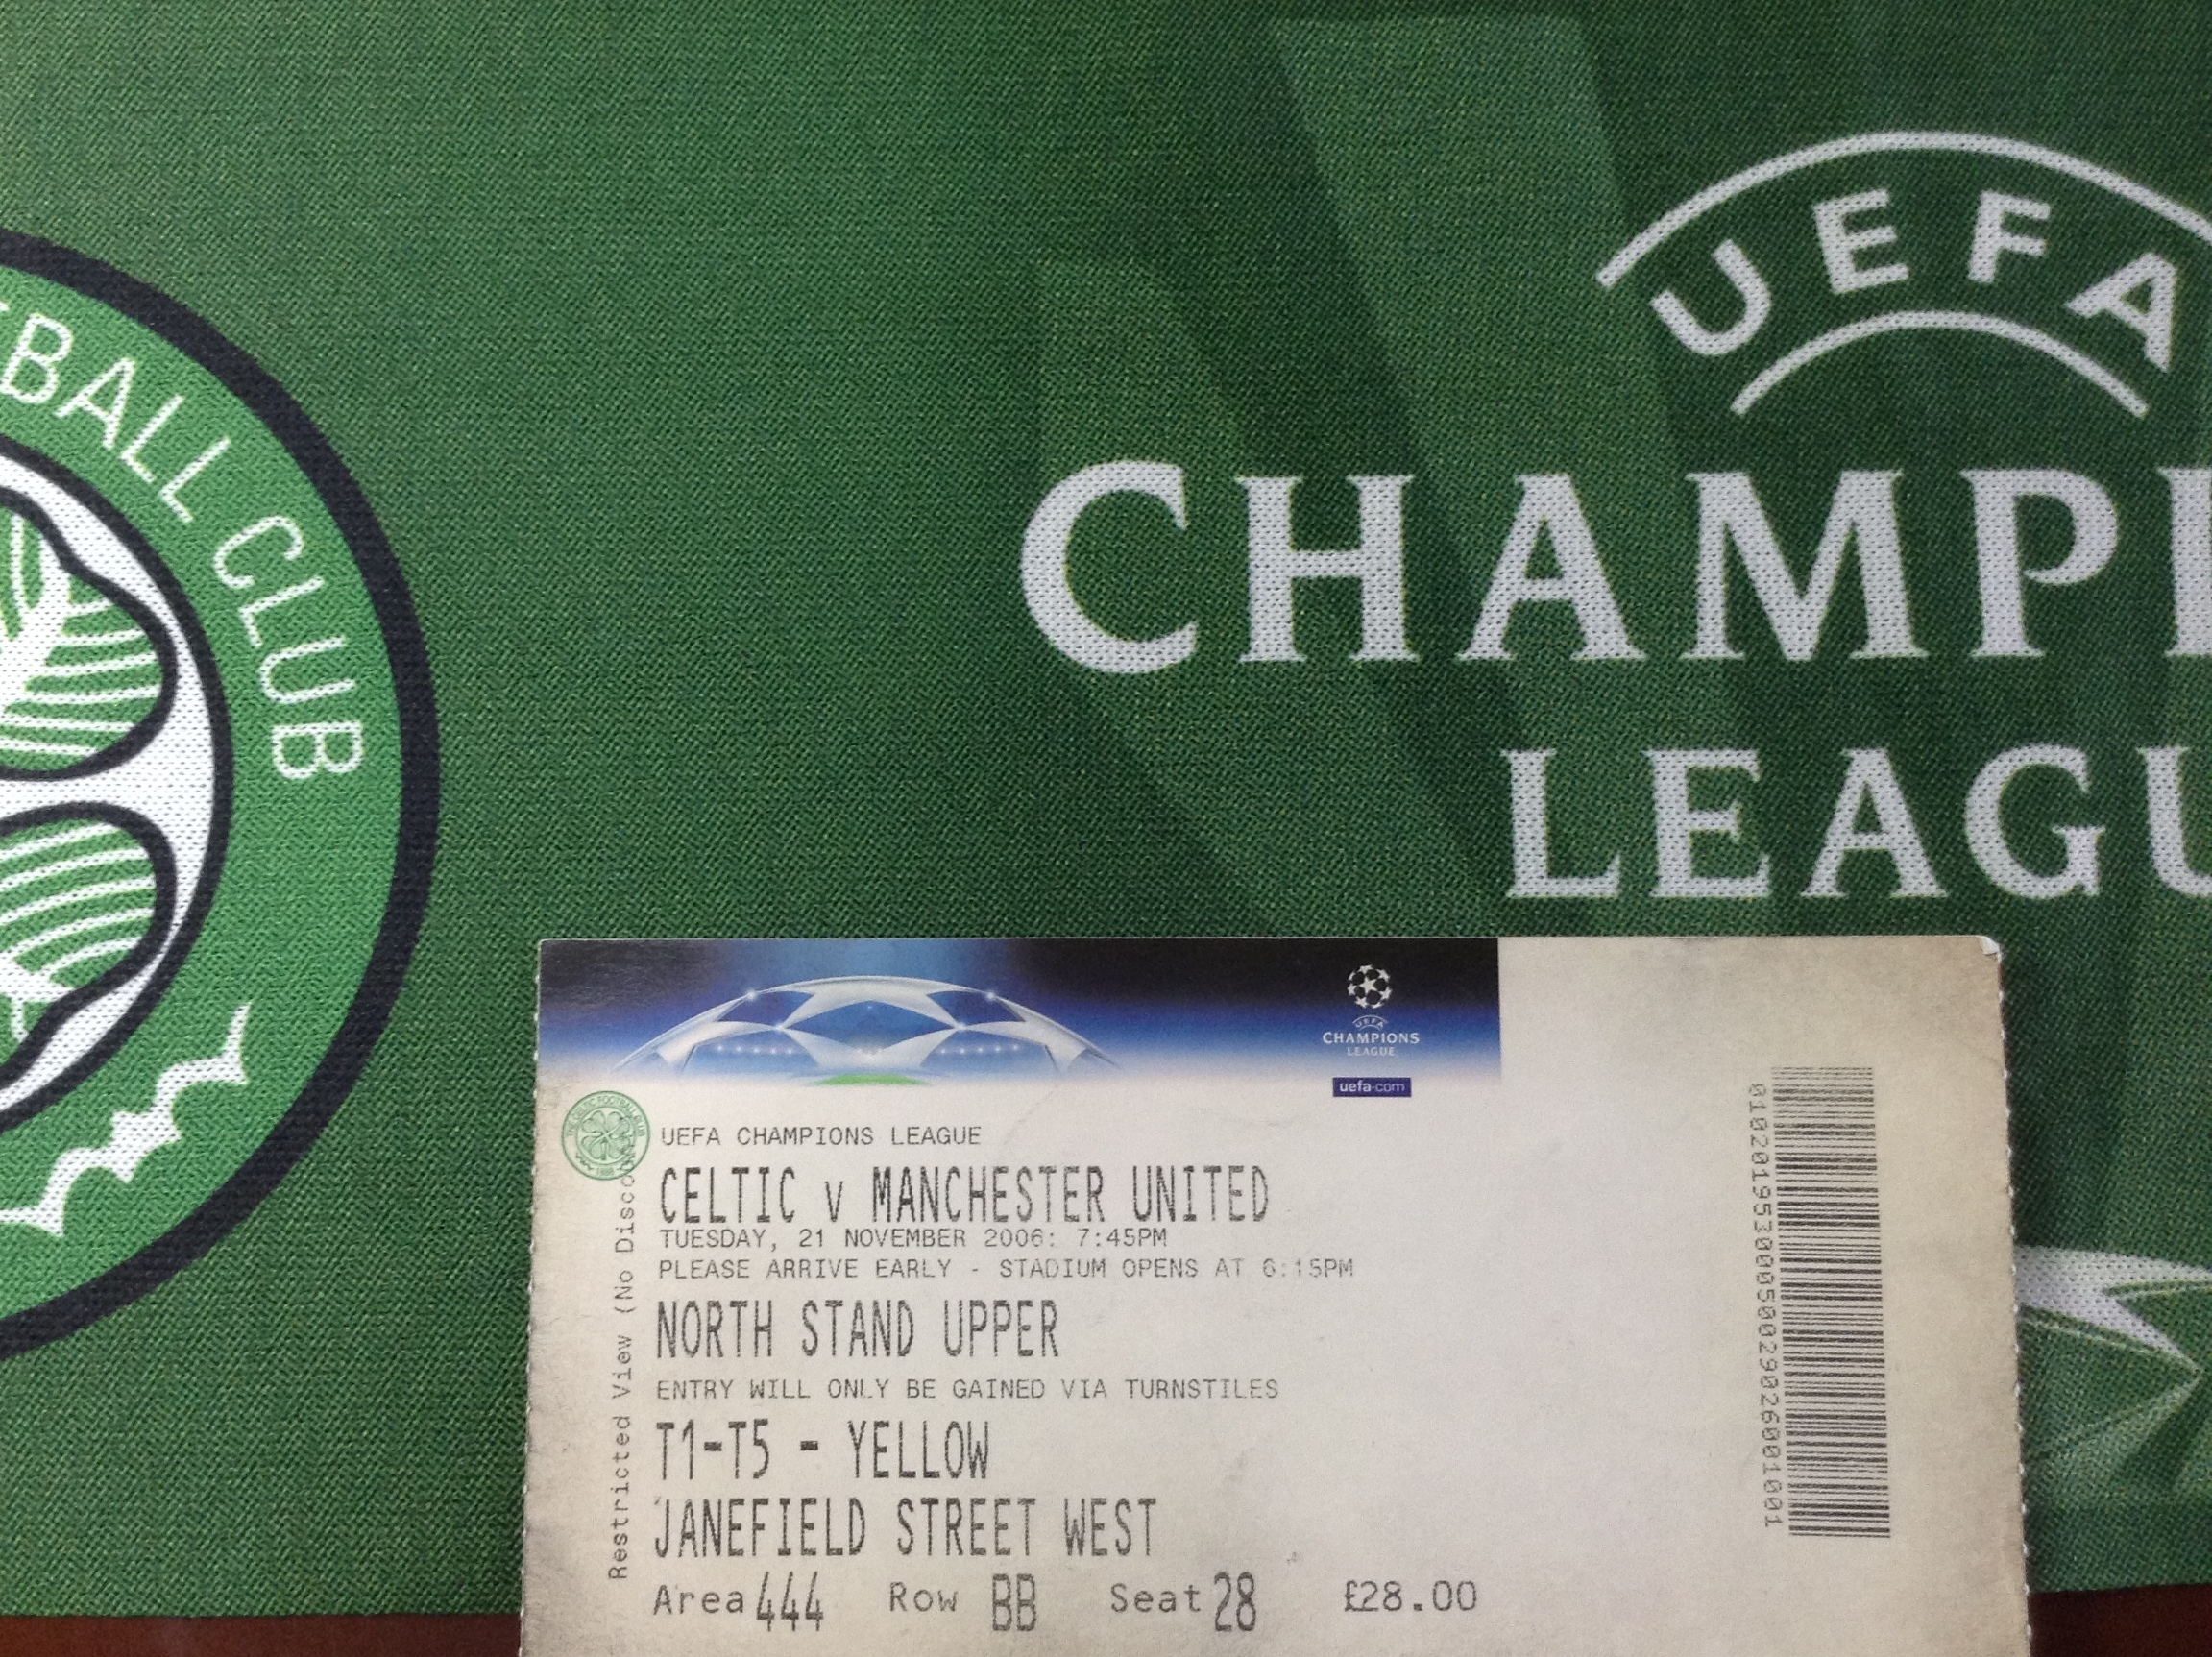 BALL CLUB
UEFA
CHAMPI
LEAGU
UEFA
CHAMPIONS
LEAGUE
uefa.com
UEFA CHAMPIONS LEAGUE
CELTIC v MANCHESTER UNITED
TUESDAY, 21 NOVEMBER 2006: 7:45PM
PLEASE ARRIVE EARLY - STADIUM OPENS AT 6:15PM
NORTH STAND UPPER
ENTRY WILL ONLY BE GAINED VIA TURNSTILES
T1-T5 - YELLOW
JANEFIELD STREET WEST
Area 444 Row BB Seat 28 £28.00
Restricted View (No Disco